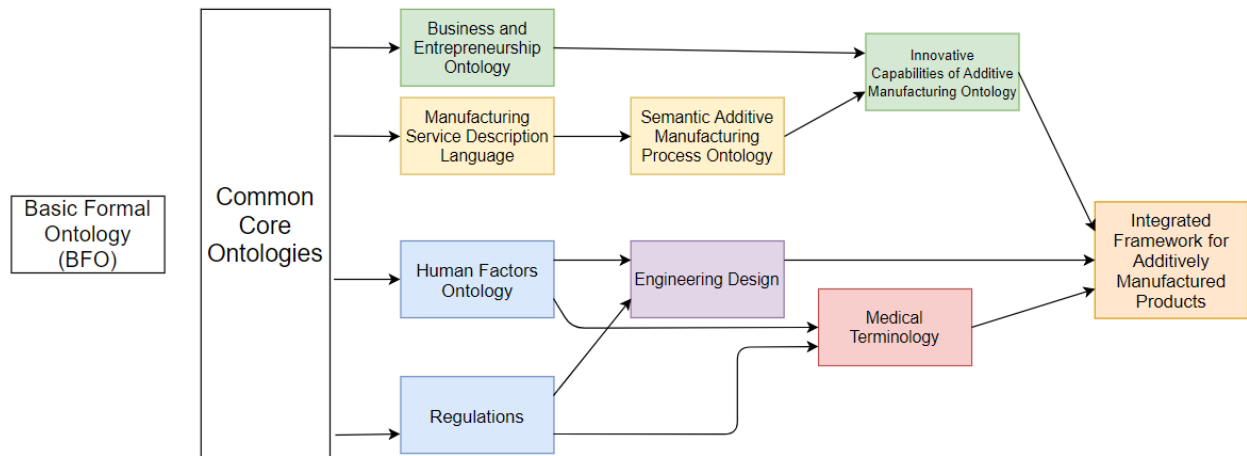 Basic Formal
Ontology
(BFO)
Common
Core
Ontologies
Business and
Entrepreneurship
Ontology
Manufacturing
Service Description
Language
Semantic Additive
Manufacturing
Process Ontology
Innovative
Capabilities of Additive
Manufacturing Ontology
Human Factors
Ontology
Engineering Design
Regulations
Medical
Terminology
Integrated
Framework for
Additively
Manufactured
Products